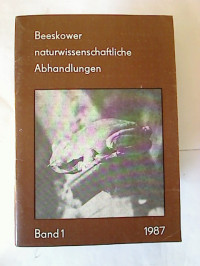 Beeskower
naturwissenschaftliche
Abhandlungen
Band 1 1987